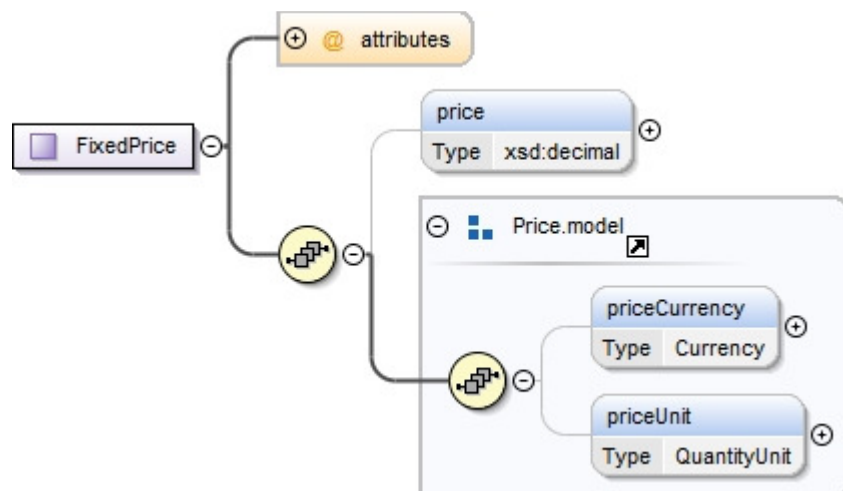 @ attributes
FixedPrice
price
Type xsd:decimal
Price.model
priceCurrency
Type Currency
priceUnit
Type QuantityUnit